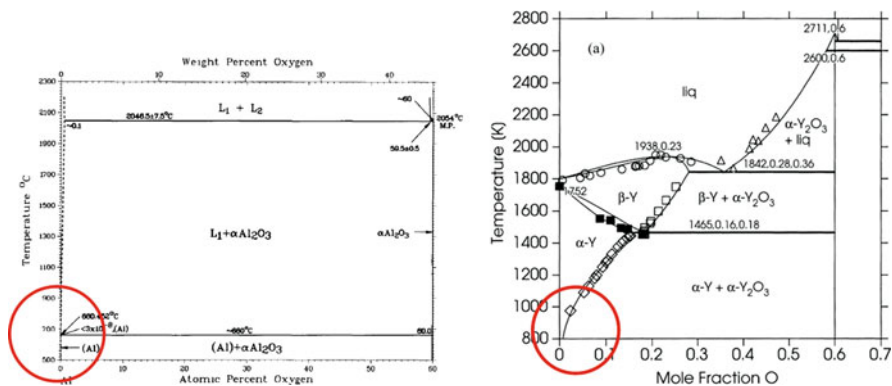 Weight Percent Oxygen
0 10 20 30 40
2300
2100
1900
1700
1500
1300
1100
900
700
500
Temperature °C
L₁ + L₂
~60
2054°C
M.P.
2046.5±7.5°C
~0.1
59.5±0.5
L₁+αAl₂O₃
αAl₂O₃
660.452°C
~660°C
60.0
(Al)
(Al)+αAl₂O₃
0 10 20 30 40 50 60
Al
Atomic Percent Oxygen
(a)
2800
2600
2400
2200
2000
1800
1600
1400
1200
1000
800
Temperature (K)
2711,0.6
2600,0.6
liq
α-Y₂O₃
+ liq
1938,0.23
1842,0.28,0.36
1752
β-Y
β-Y + α-Y₂O₃
1465,0.16,0.18
α-Y
α-Y + α-Y₂O₃
0 0.1 0.2 0.3 0.4 0.5 0.6 0.7
Mole Fraction O